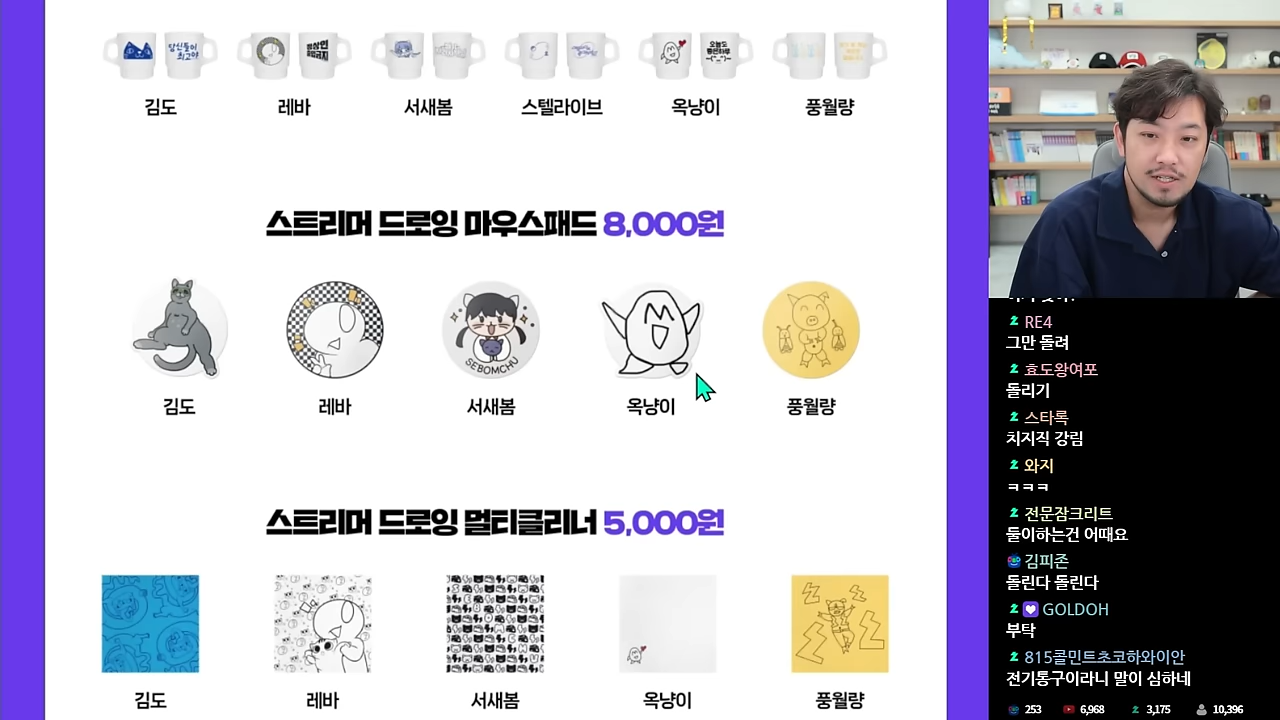 당신들이
최고야
오늘도
좋은하루
김도
레바
서새봄
스텔라이브
옥냥이
풍월량
스트리머 드로잉 마우스패드 8,000원
SEBOMCHU
김도
레바
서새봄
옥냥이
풍월량
스트리머 드로잉 멀티클리너 5,000원
김도
레바
서새봄
옥냥이
풍월량
RE4
그만 돌려
효도왕여포
돌리기
스타록
치지직 강림
와지
ㅋㅋㅋ
전문잠크리트
둘이하는건 어때요
김피존
돌린다 돌린다
GOLDOH
부탁
815콜민트초코하와이안
전기통구이라니 말이 심하네
253
6,968
3,175
10,396